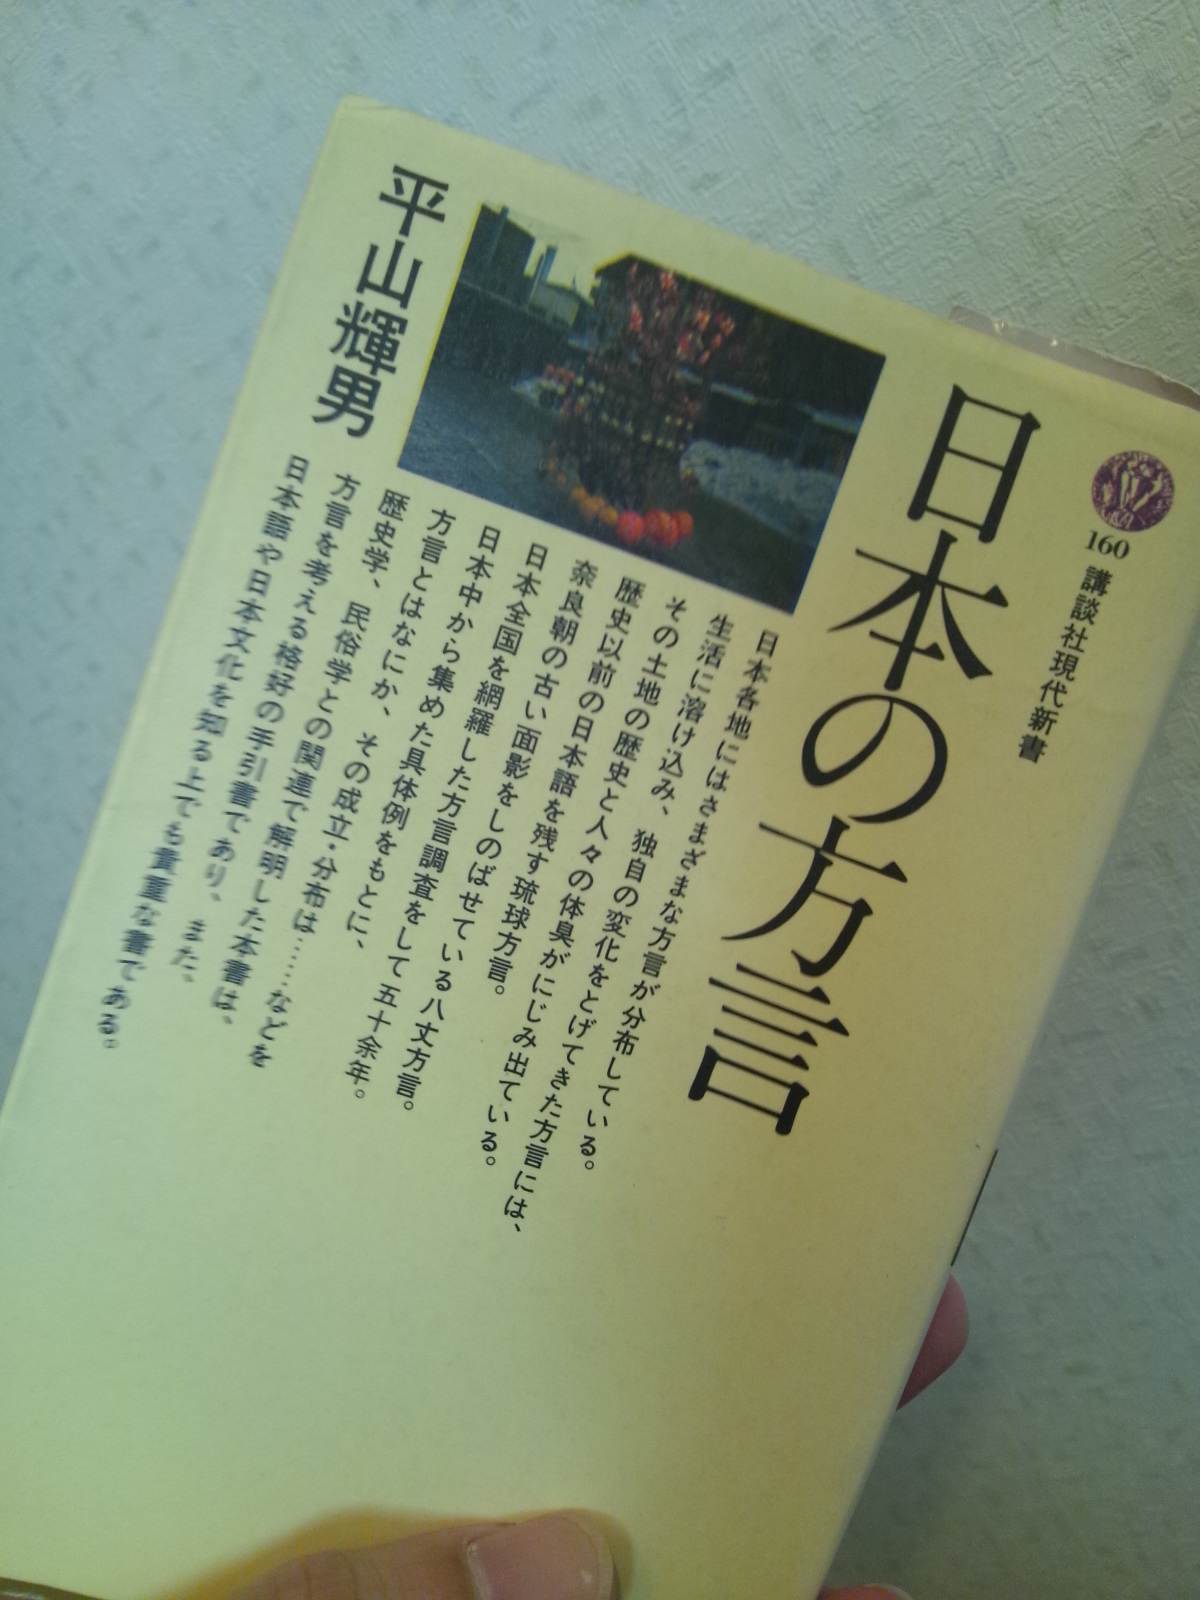 160 講談社現代新書
日本の方言
日本各地にはさまざまな方言が分布している。
生活に溶け込み、独自の変化をとげてきた方言には、
その土地の歴史と人々の体臭がにじみ出ている。
歴史以前の日本語を残す琉球方言。
奈良朝の古い面影をしのばせている八丈方言。
日本全国を網羅した方言調査をして五十余年。
日本中から集めた具体例をもとに、
方言とはなにか、その成立・分布は……などを
歴史学、民俗学との関連で解明した本書は、
方言を考える格好の手引書であり、また、
日本語や日本文化を知る上でも貴重な書である。
平山輝男